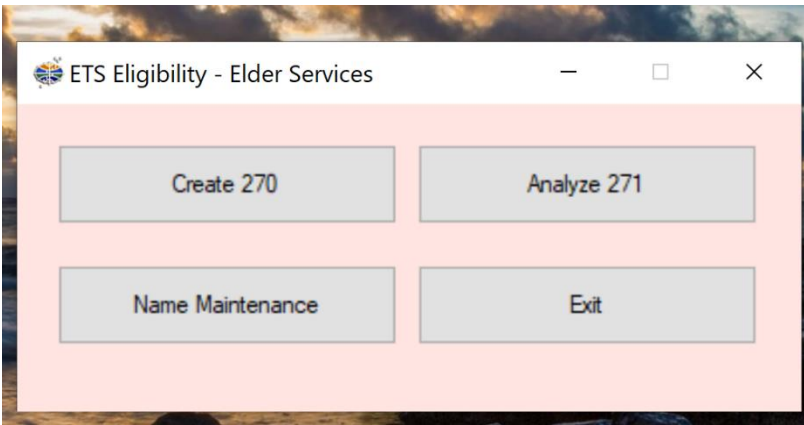 ETS Eligibility - Elder Services
Create 270
Analyze 271
Name Maintenance
Exit